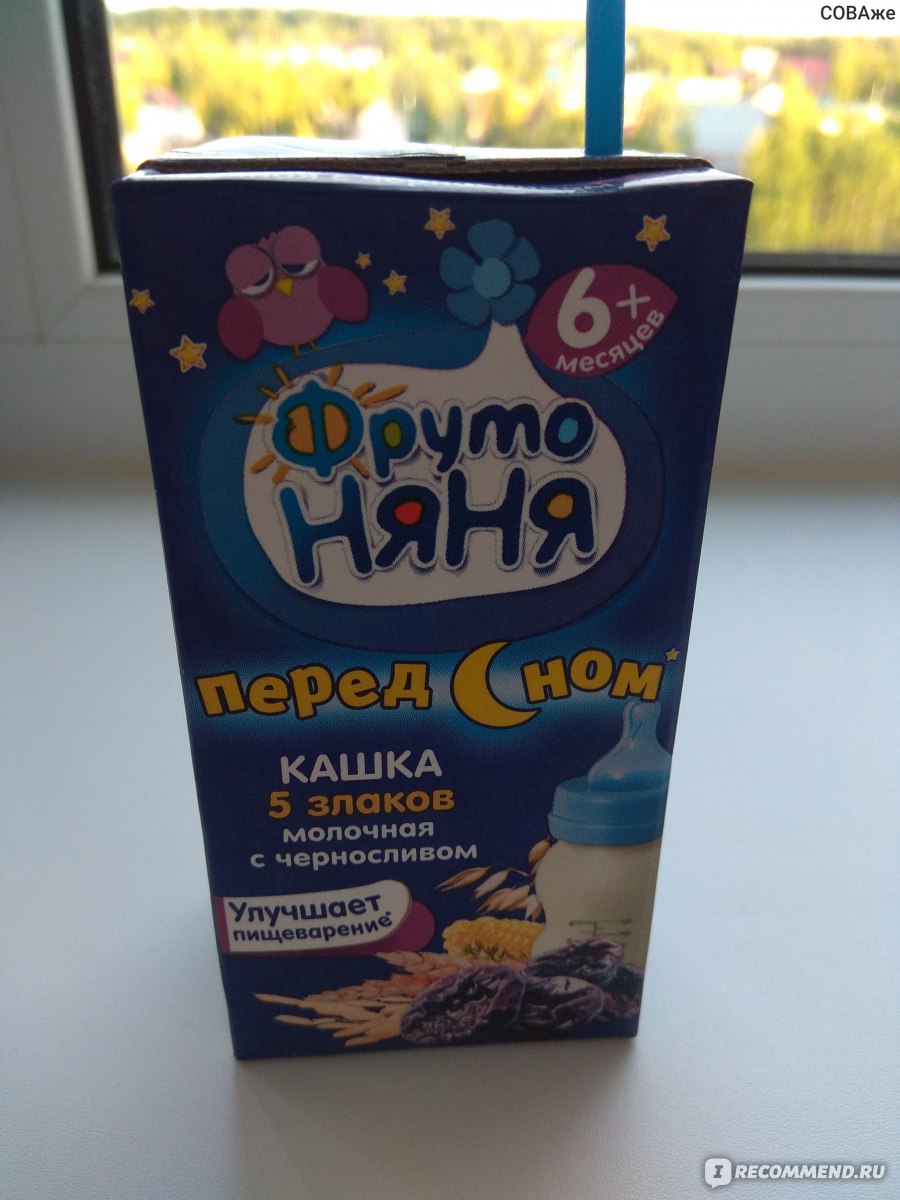 СОВАже
6+
месяцев
Фруто
НЯНЯ
перед Сном*
КАШКА
5 злаков
молочная
с черносливом
Улучшает
пищеварение*
I RECOMMEND.RU